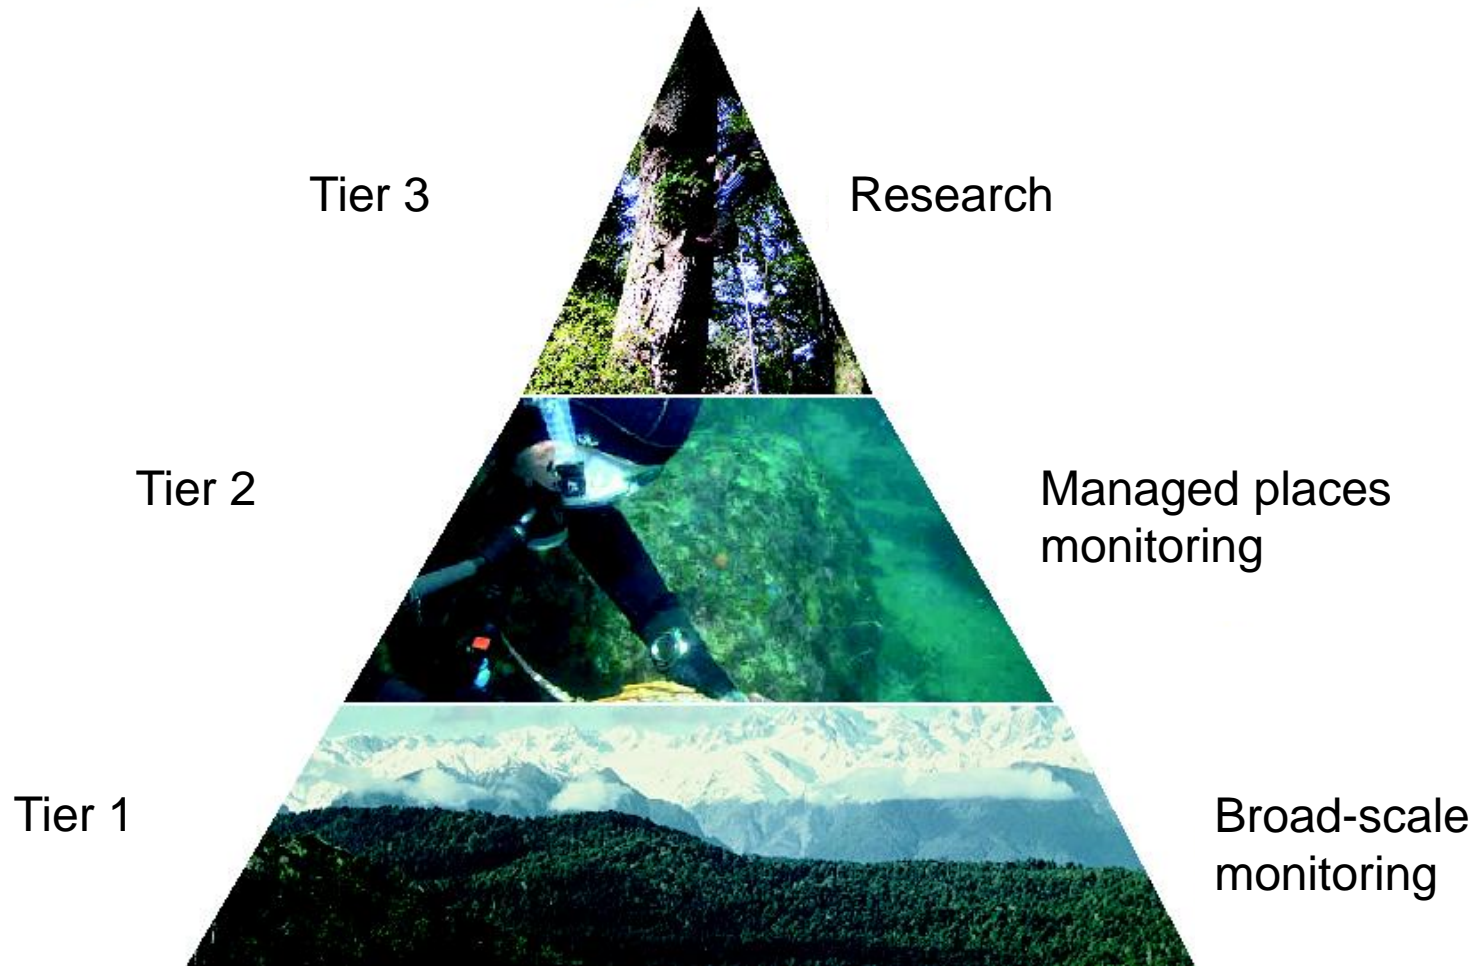 Tier 3
Research
Tier 2
Managed places
monitoring
Tier 1
Broad-scale
monitoring